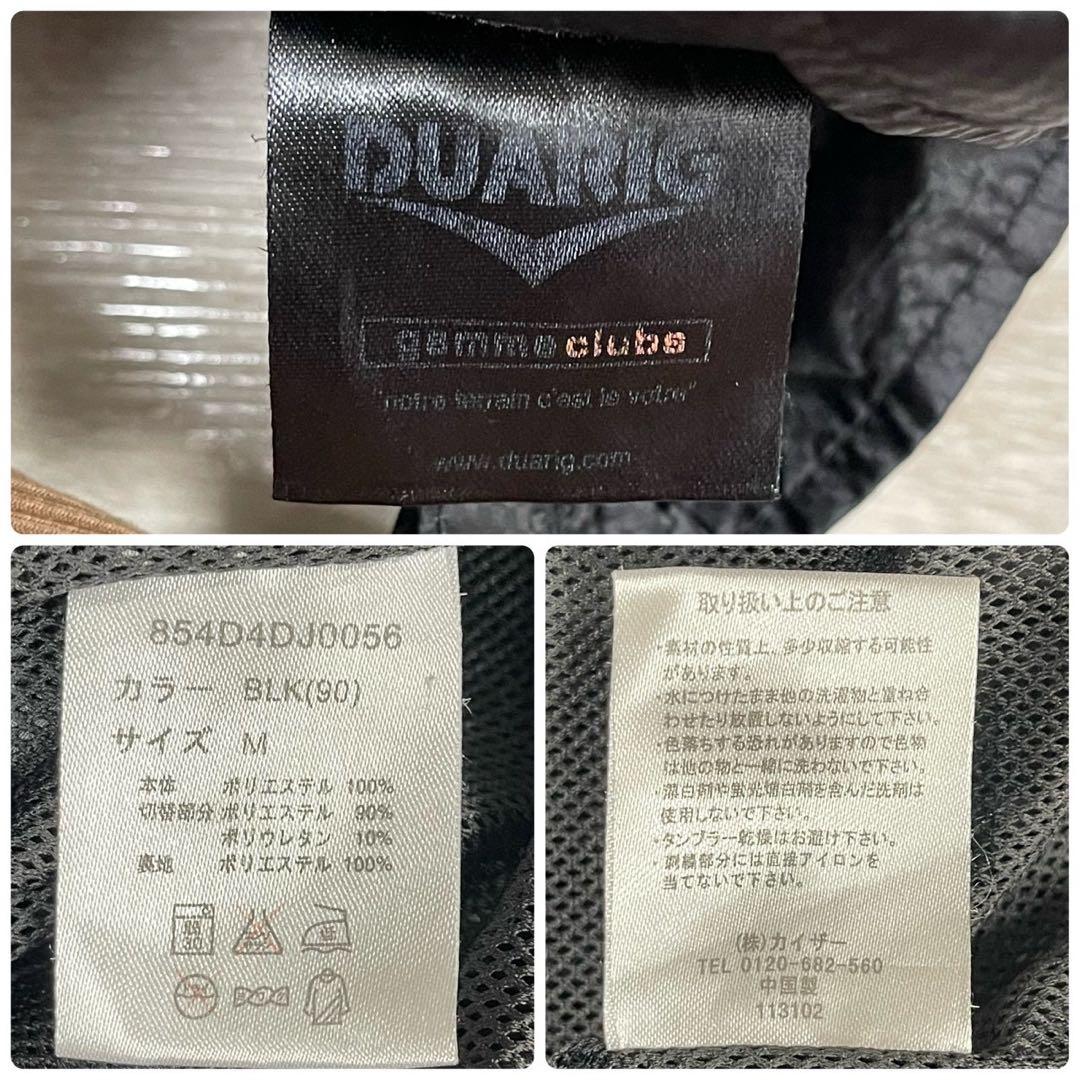 DUARIG
gamme clubs
"notre terrain c'est le votre"
www.duarig.com
854D4DJ0056
カラー BLK(90)
サイズ M
本体 ポリエステル 100%
切替部分 ポリエステル 90%
ポリウレタン 10%
裏地 ポリエステル 100%
弱
30
取り扱い上のご注意
・素材の性質上、多少収縮する可能性
があります。
・水につけたまま他の洗濯物と重ね合
わせたり放置しないようにして下さい。
・色落ちする恐れがありますので色物
は他の物と一緒に洗わないで下さい。
・漂白剤や蛍光増白剤を含んだ洗剤は
使用しないで下さい。
・タンブラー乾燥はお避け下さい。
・刺繍部分には直接アイロンを
当てないで下さい。
(株)カイザー
TEL 0120-682-560
中国製
113102